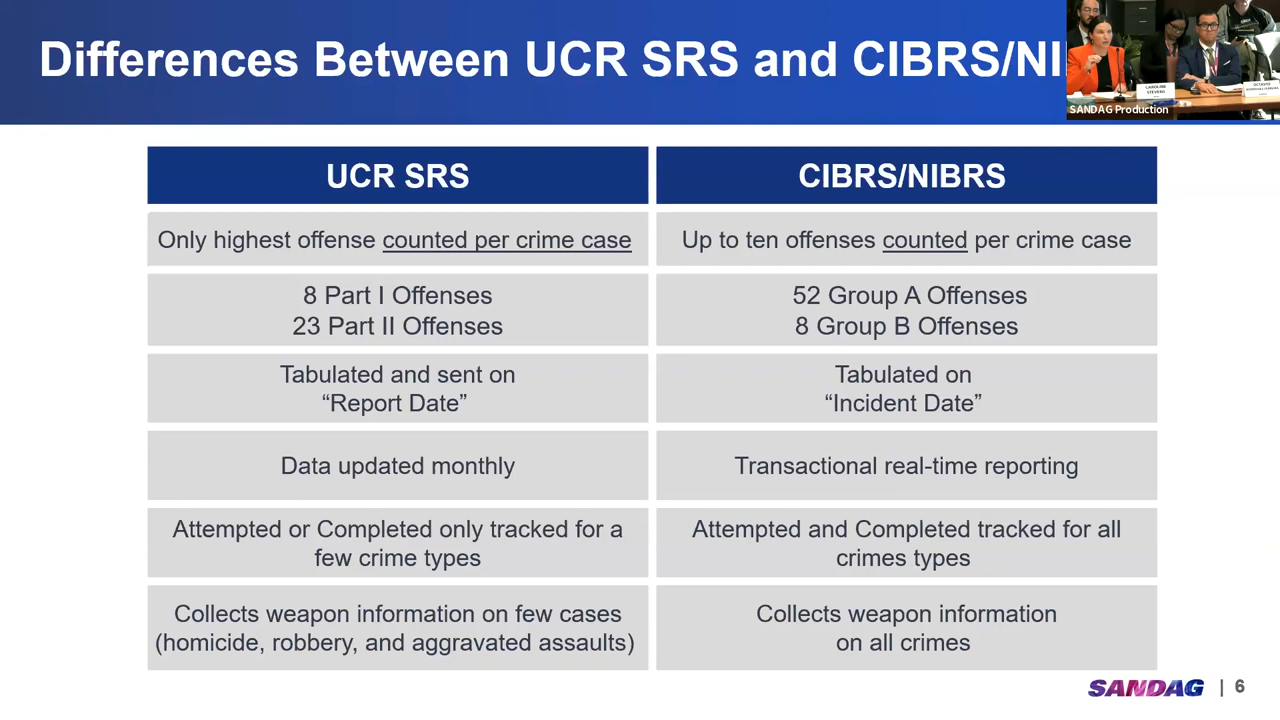 Differences Between UCR SRS and CIBRS/NI
CAROLINE
STEVENS
SANDAG Production
UCR SRS
CIBRS/NIBRS
Only highest offense counted per crime case
Up to ten offenses counted per crime case
8 Part I Offenses
23 Part II Offenses
52 Group A Offenses
8 Group B Offenses
Tabulated and sent on
“Report Date”
Tabulated on
“Incident Date”
Data updated monthly
Transactional real-time reporting
Attempted or Completed only tracked for a
few crime types
Attempted and Completed tracked for all
crimes types
Collects weapon information on few cases
(homicide, robbery, and aggravated assaults)
Collects weapon information
on all crimes
SANDAG | 6